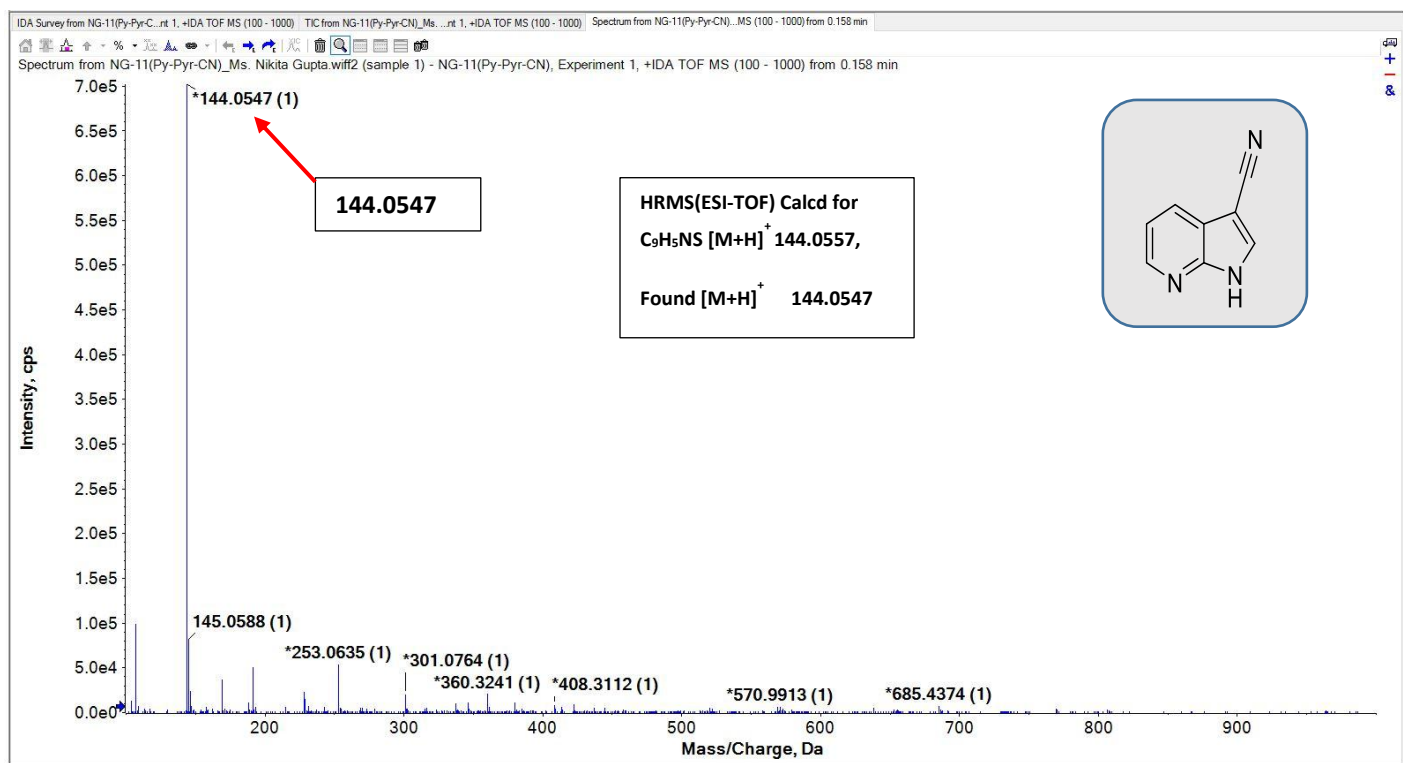 IDA Survey from NG-11(Py-Pyr-C...nt 1, +IDA TOF MS (100 - 1000)
TIC from NG-11(Py-Pyr-CN)_Ms. ...nt 1, +IDA TOF MS (100 - 1000)
Spectrum from NG-11(Py-Pyr-CN)...MS (100 - 1000) from 0.158 min
%
Spectrum from NG-11(Py-Pyr-CN)_Ms. Nikita Gupta.wiff2 (sample 1) - NG-11(Py-Pyr-CN), Experiment 1, +IDA TOF MS (100 - 1000) from 0.158 min
&
Intensity, cps
7.0e5
6.5e5
6.0e5
5.5e5
5.0e5
4.5e5
4.0e5
3.5e5
3.0e5
2.5e5
2.0e5
1.5e5
1.0e5
5.0e4
0.0e0
*144.0547 (1)
144.0547
HRMS(ESI-TOF) Calcd for
C₉H₅NS [M+H]⁺ 144.0557,
Found [M+H]⁺ 144.0547
N
N
N
H
145.0588 (1)
*253.0635 (1)
*301.0764 (1)
*360.3241 (1)
*408.3112 (1)
*570.9913 (1)
*685.4374 (1)
200
300
400
500
600
700
800
900
Mass/Charge, Da